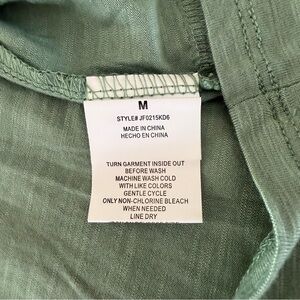 M
STYLE# JF0215KD6
MADE IN CHINA
HECHO EN CHINA
TURN GARMENT INSIDE OUT
BEFORE WASH
MACHINE WASH COLD
WITH LIKE COLORS
GENTLE CYCLE
ONLY NON-CHLORINE BLEACH
WHEN NEEDED
LINE DRY